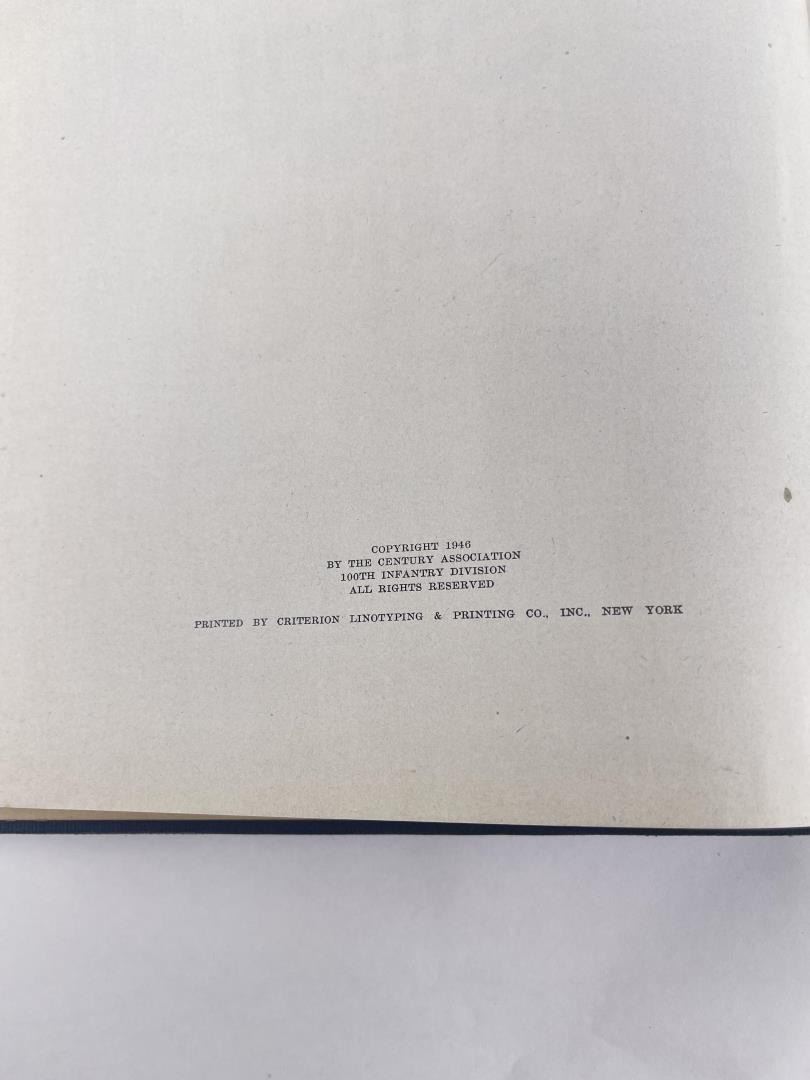 COPYRIGHT 1946
BY THE CENTURY ASSOCIATION
100TH INFANTRY DIVISION
ALL RIGHTS RESERVED
PRINTED BY CRITERION LINOTYPING & PRINTING CO., INC., NEW YORK